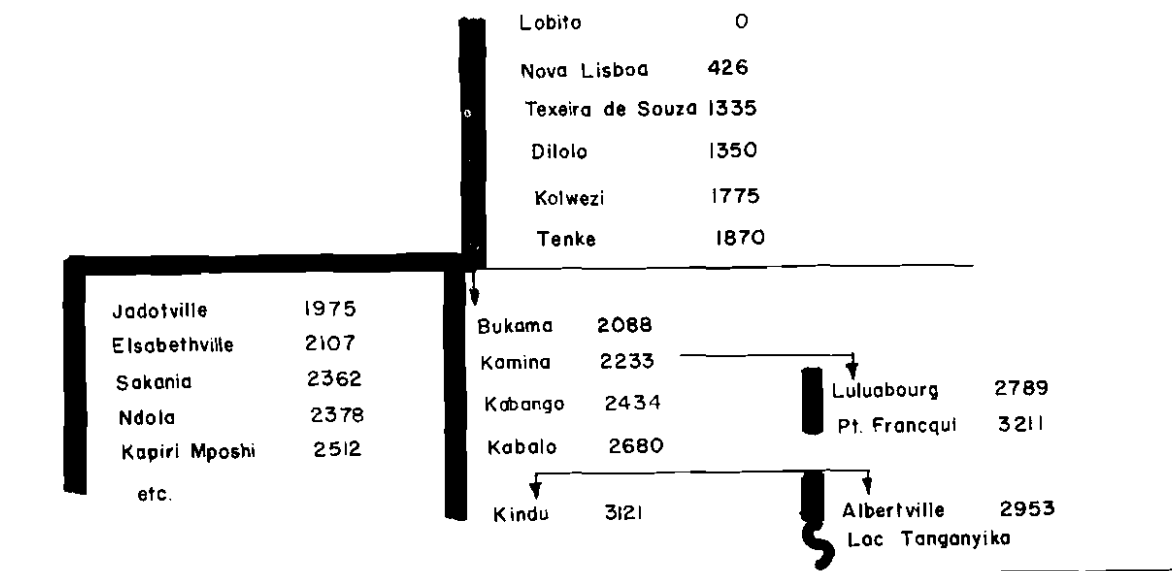 Lobito 0
Nova Lisboa 426
Texeira de Souza 1335
Dilolo 1350
Kolwezi 1775
Tenke 1870
Jadotville 1975
Elsabethville 2107
Sakania 2362
Ndola 2378
Kapiri Mposhi 2512
etc.
Bukama 2088
Kamina 2233
Kabango 2434
Kabalo 2680
Kindu 3121
Luluabourg 2789
Pt. Francqui 3211
Albertville 2953
Lac Tanganyika